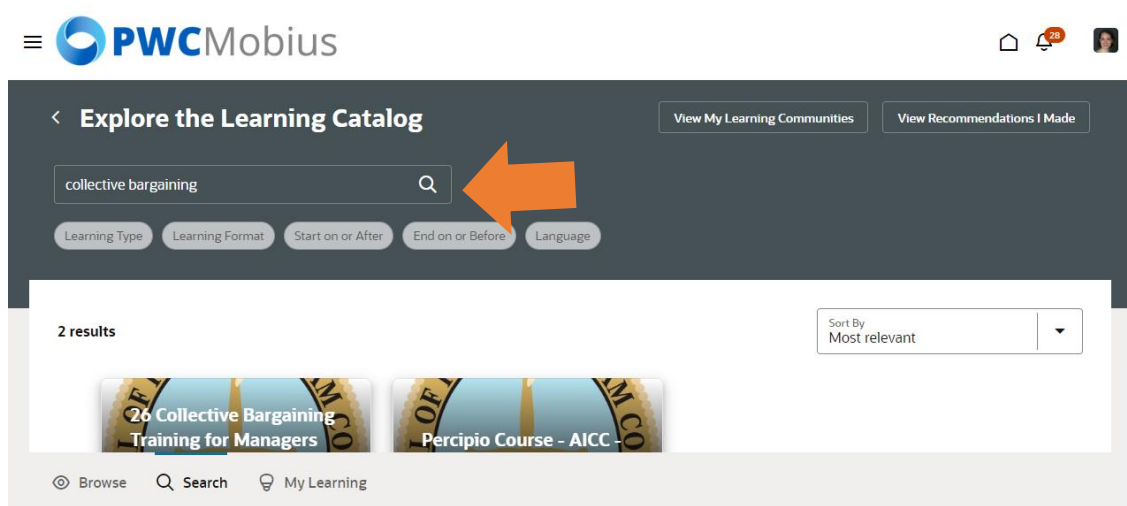 PWCMobius
28
Explore the Learning Catalog
View My Learning Communities
View Recommendations I Made
collective bargaining
Learning Type
Learning Format
Start on or After
End on or Before
Language
2 results
Sort By
Most relevant
26 Collective Bargaining
Training for Managers
Percipio Course - AICC -
Browse
Search
My Learning